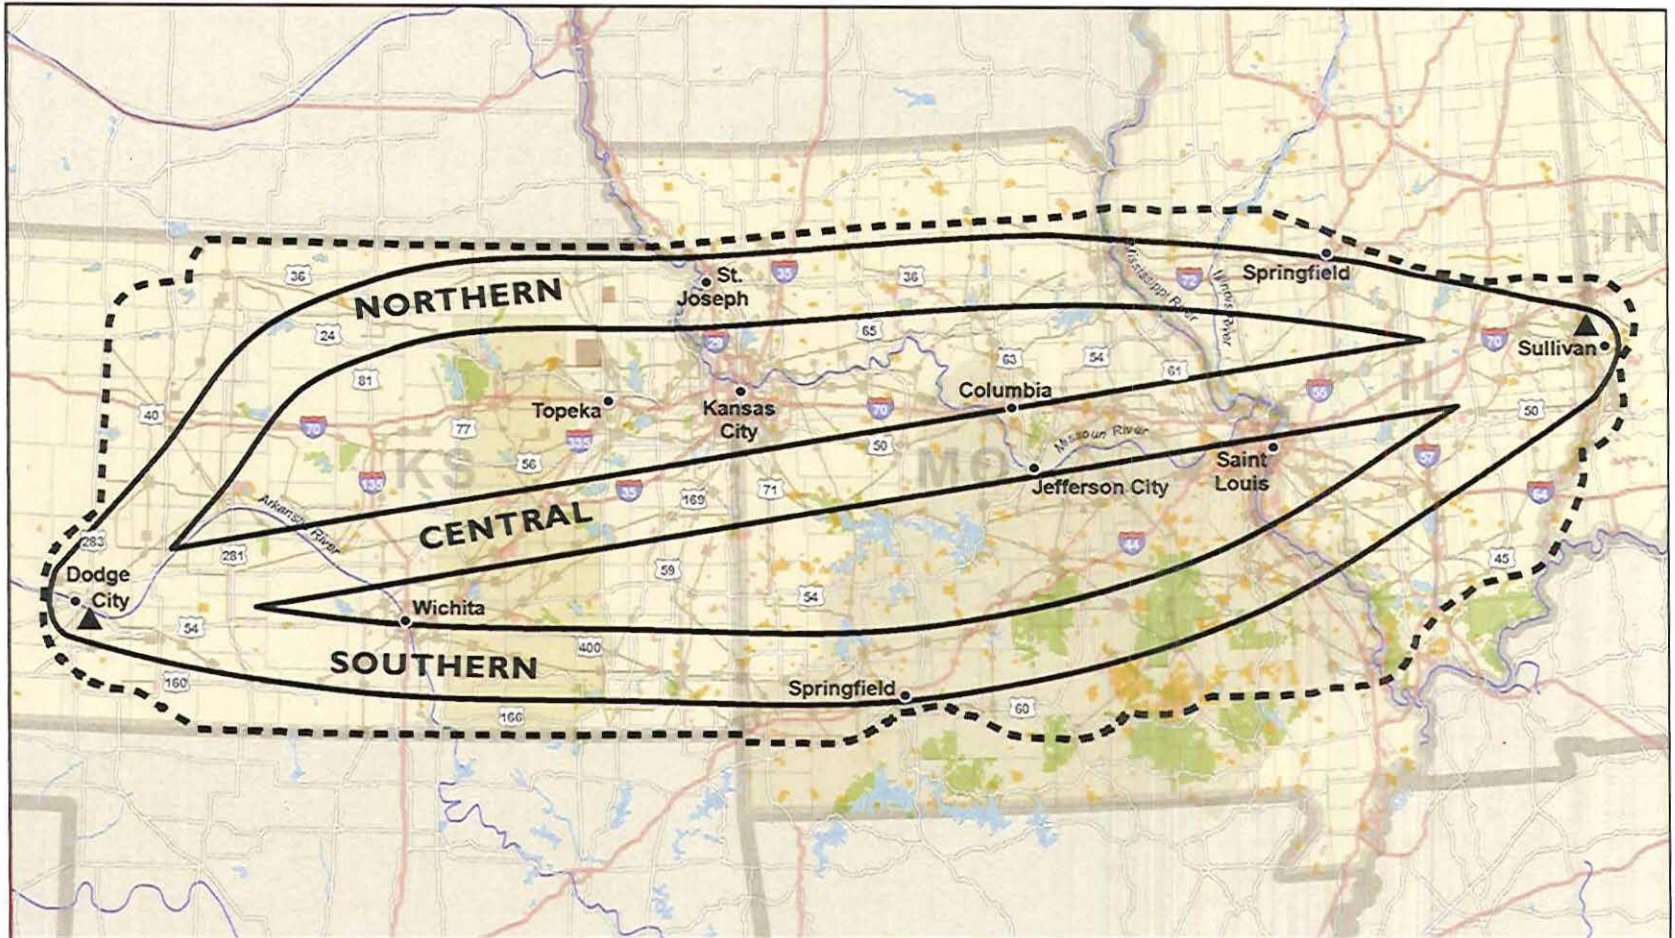 IN
36
St.
Joseph
35
36
Mississippi River
72
Illinois River
Springfield
NORTHERN
24
29
65
63
54
61
70
Sullivan
81
40
Topeka
Kansas
City
Columbia
70
55
IL
50
70
77
335
50
Missouri River
KS
56
MO
Saint
Louis
57
135
35
169
71
Jefferson City
64
Arkansas River
CENTRAL
283
281
44
45
Dodge
City
59
54
54
Wichita
400
SOUTHERN
160
Springfield
166
60